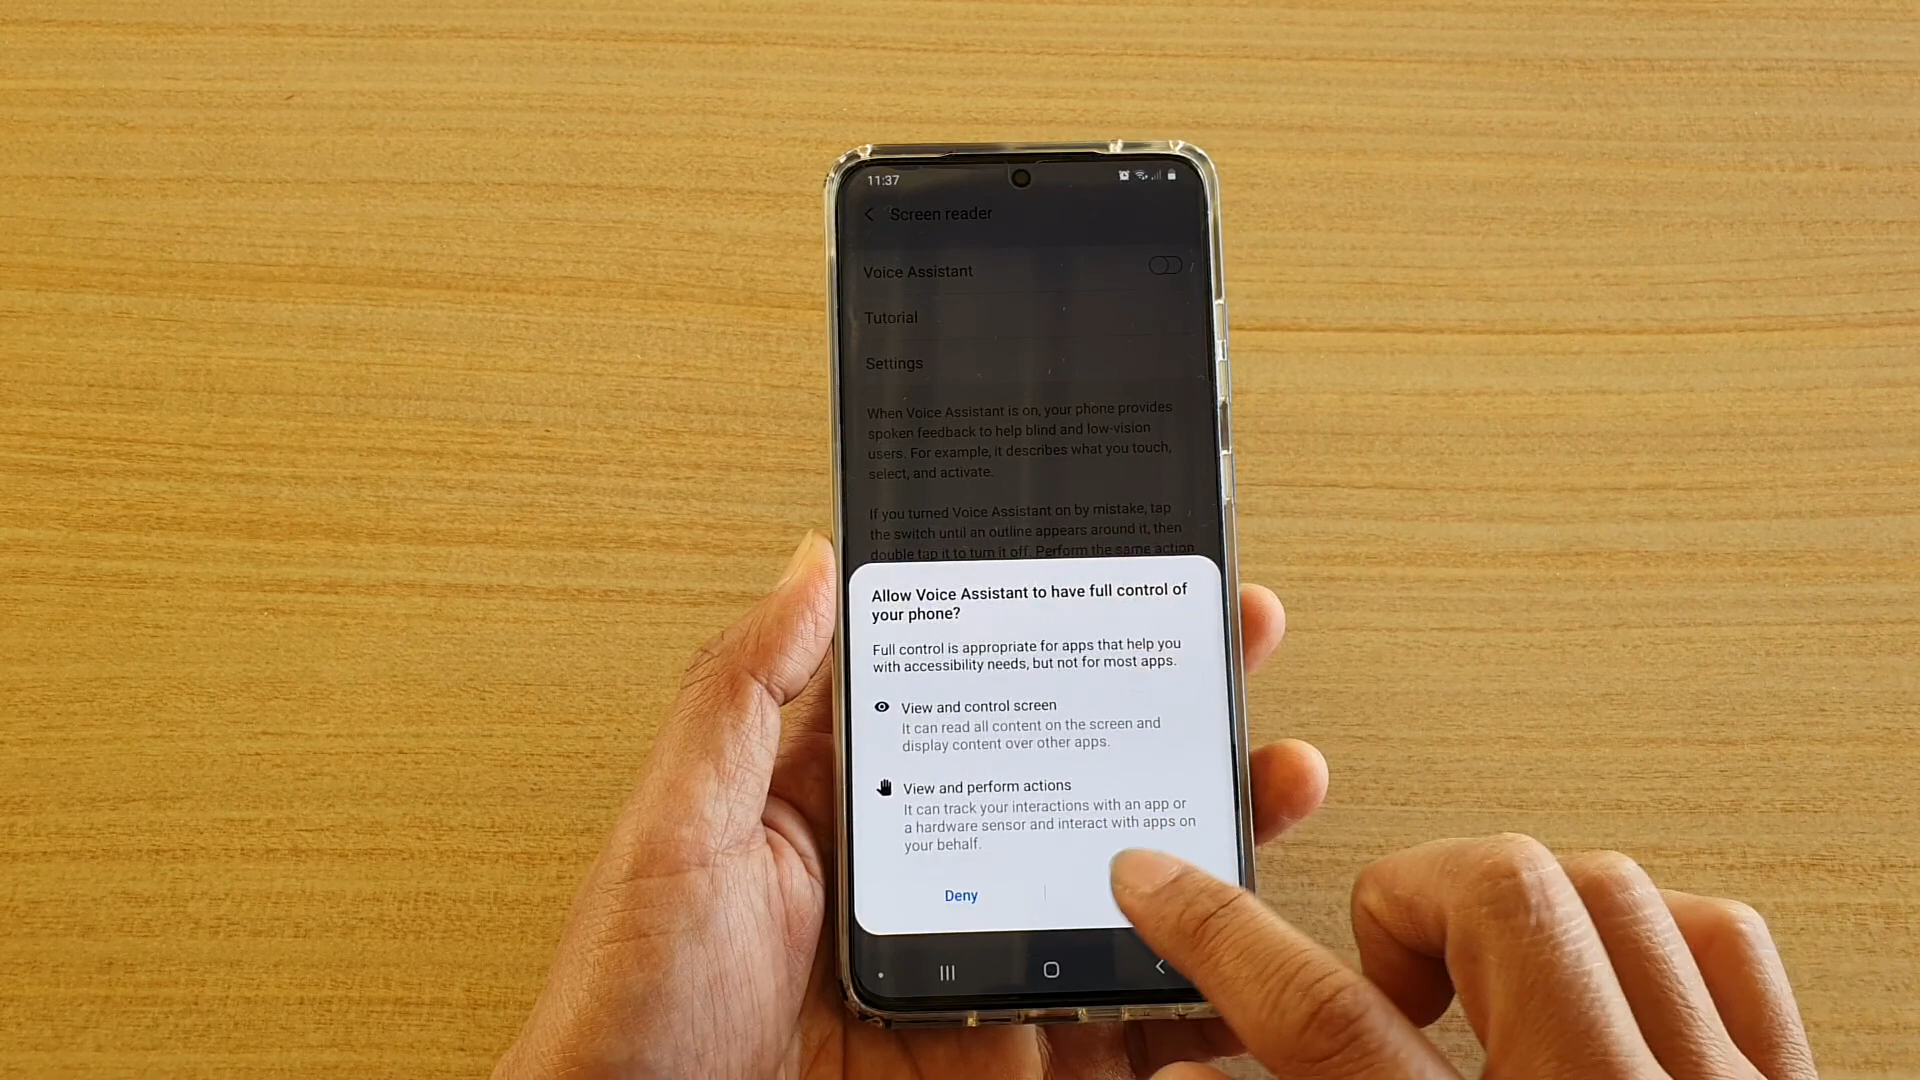 11:37
Screen reader
Voice Assistant
Tutorial
Settings
When Voice Assistant is on, your phone provides
spoken feedback to help blind and low-vision
users. For example, it describes what you touch,
select, and activate.
If you turned Voice Assistant on by mistake, tap
the switch until an outline appears around it, then
double tap it to turn it off. Perform the same action
Allow Voice Assistant to have full control of
your phone?
Full control is appropriate for apps that help you
with accessibility needs, but not for most apps.
View and control screen
It can read all content on the screen and
display content over other apps.
View and perform actions
It can track your interactions with an app or
a hardware sensor and interact with apps on
your behalf.
Deny